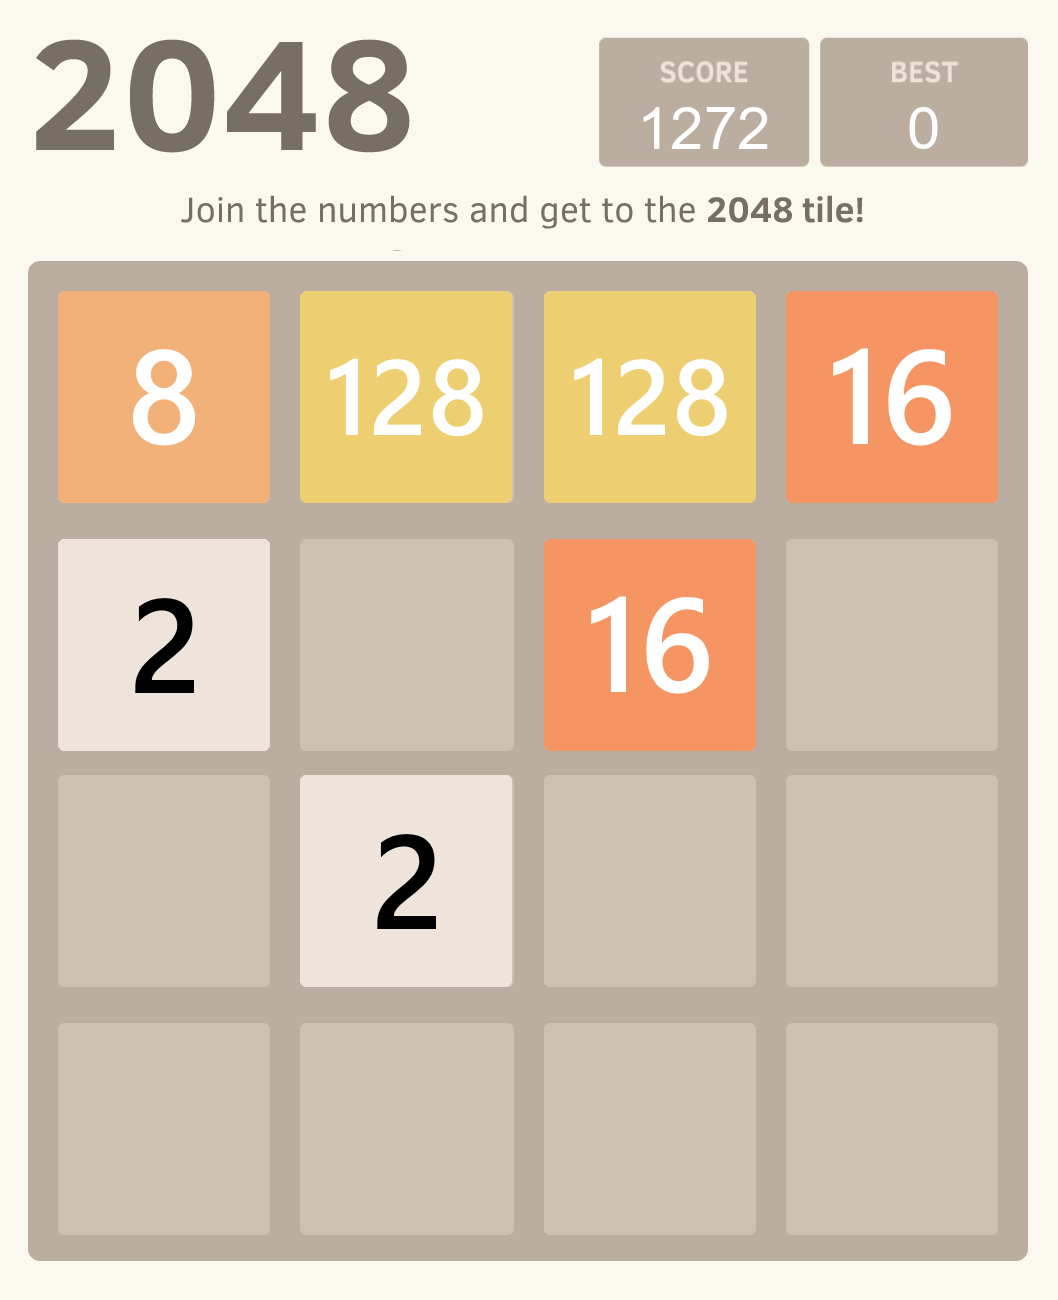 2048
SCORE
1272
BEST
0
Join the numbers and get to the 2048 tile!
8 128 128 16
2 16
2